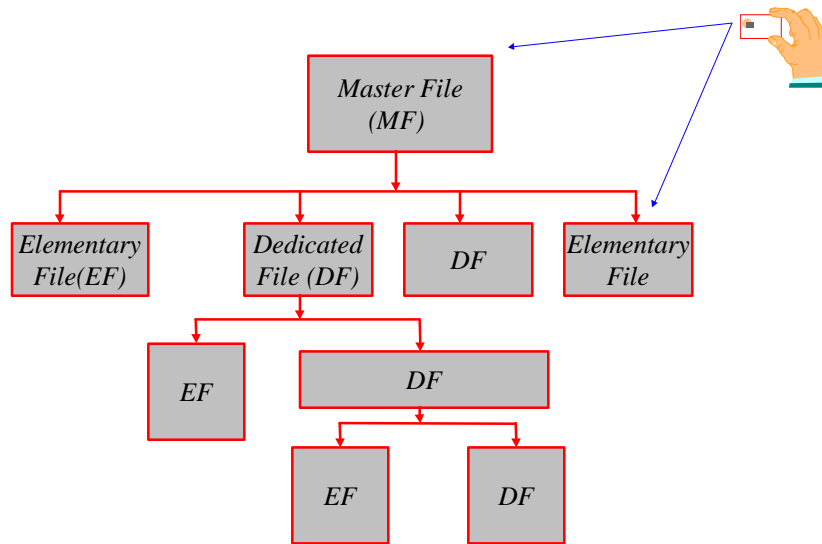 Master File
(MF)
Elementary
File(EF)
Dedicated
File (DF)
DF
Elementary
File
EF
DF
EF
DF